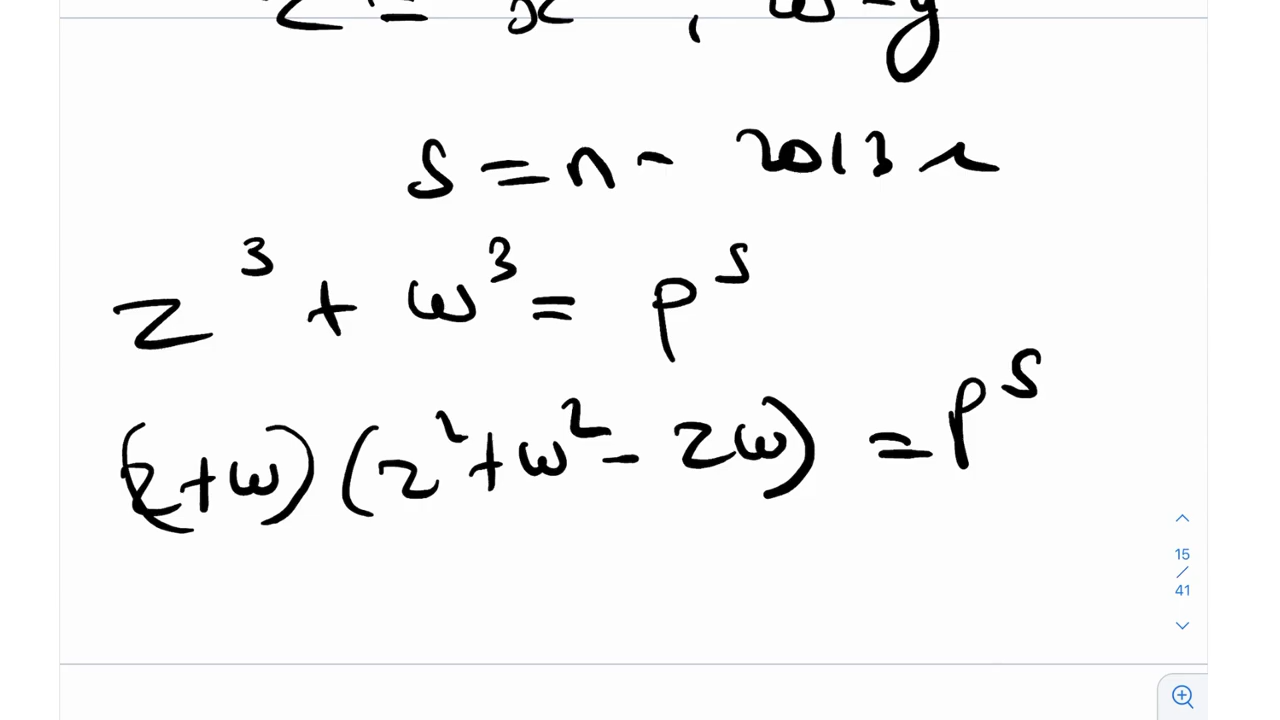 s = n - 2013 r
z³ + w³ = p^s
(z+w)(z²+w²-zw) = p^s
15
/
41